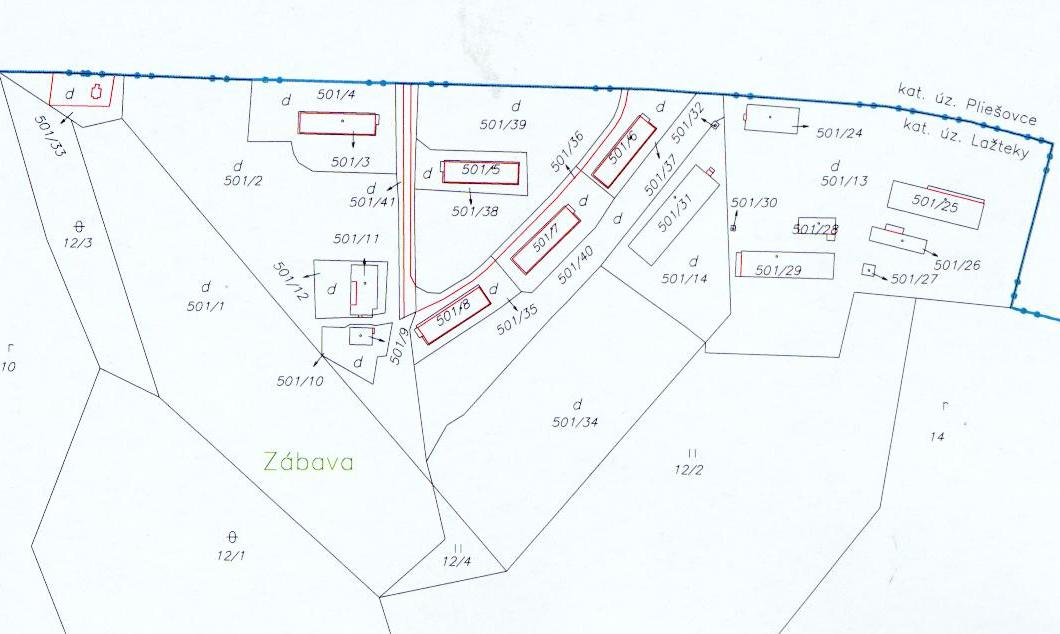 kat. úz. Pliešovce
kat. úz. Lažteky
d
501/33
d
501/4
501/3
d
501/39
501/36
d
501/6
501/32
501/37
501/24
d
501/2
d
501/41
501/5
501/38
d
501/13
501/25
501/30
501/28
501/26
501/27
501/29
501/31
d
501/14
d
501/7
d
501/40
θ
12/3
501/11
501/12
d
d
501/1
501/8
d
501/35
501/9
d
501/10
r
10
d
501/34
Zábava
II
12/2
r
14
θ
12/1
II
12/4